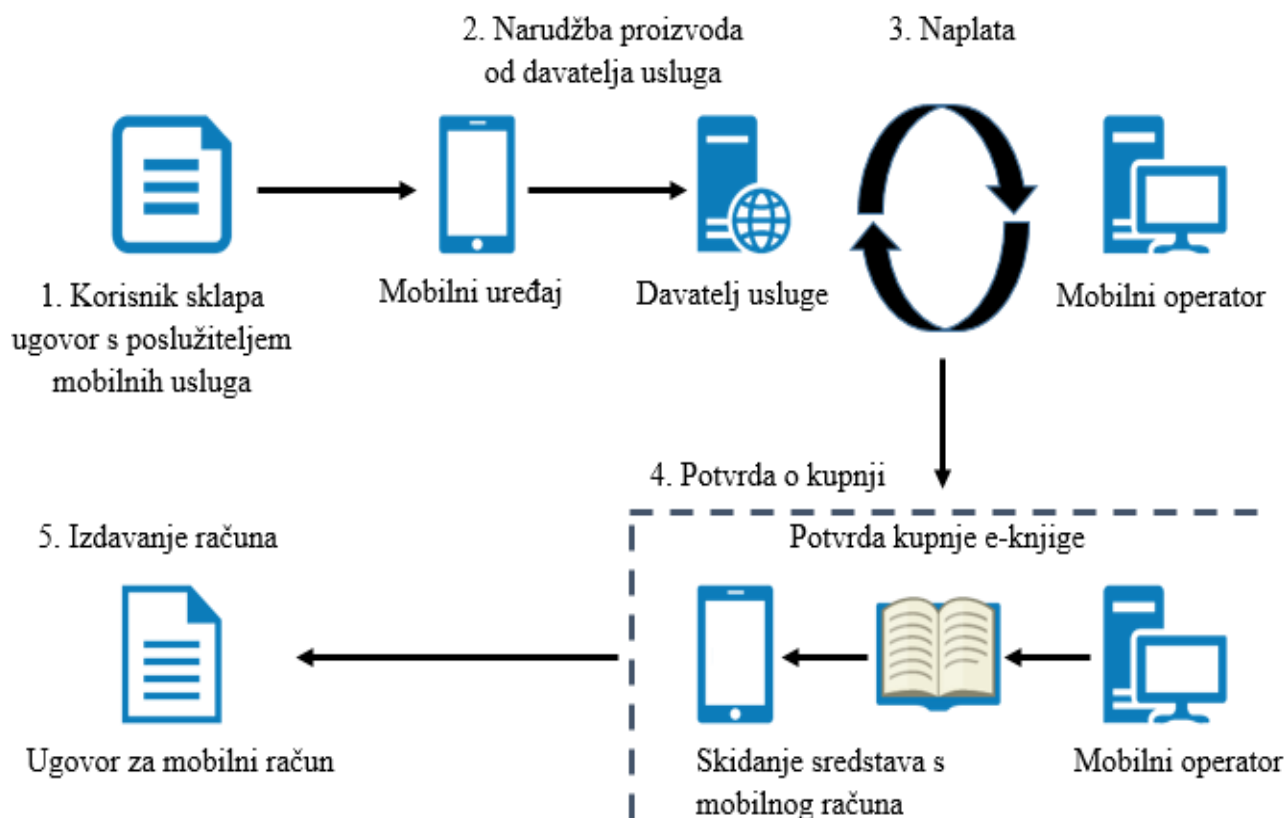 2. Narudžba proizvoda
od davatelja usluga
3. Naplata
1. Korisnik sklapa
ugovor s poslužiteljem
mobilnih usluga
Mobilni uređaj
Davatelj usluge
Mobilni operator
4. Potvrda o kupnji
5. Izdavanje računa
Potvrda kupnje e-knjige
Ugovor za mobilni račun
Skidanje sredstava s
mobilnog računa
Mobilni operator